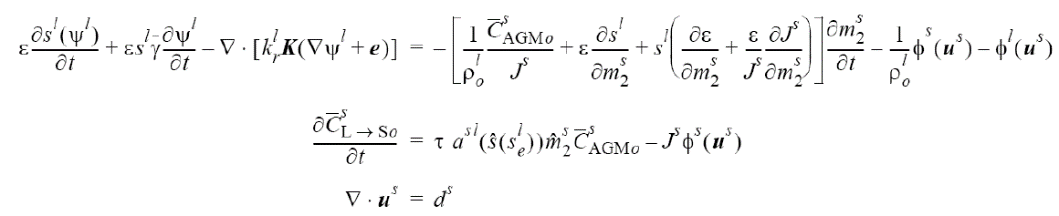 ε ∂s^l(ψ^l)/∂t + εs^l γ̄ ∂ψ^l/∂t − ∇ · [k_r^l K(∇ψ^l + e)] = −[ (1/ρ_o^l) (C̄^s_AGMo/J^s) + ε ∂s^l/∂m_2^s + s^l( ∂ε/∂m_2^s + (ε/J^s) ∂J^s/∂m_2^s ) ] ∂m_2^s/∂t − (1/ρ_o^l) ϕ^s(u^s) − ϕ^l(u^s)
∂C̄^s_L→So/∂t = τ a^sl(ŝ(s_e^l)) m̂_2^s C̄^s_AGMo − J^s ϕ^s(u^s)
∇ · u^s = d^s